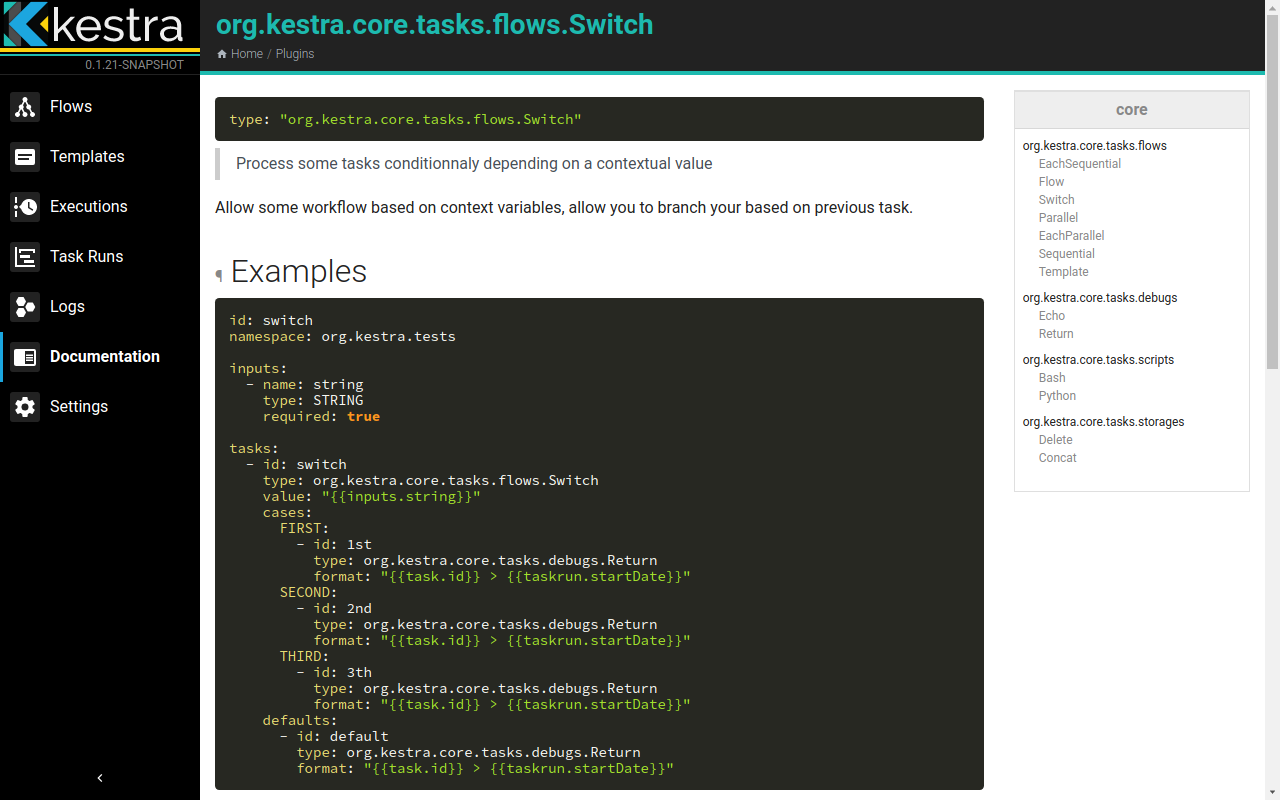 kestra
0.1.21-SNAPSHOT
Flows
Templates
Executions
Task Runs
Logs
Documentation
Settings
org.kestra.core.tasks.flows.Switch
Home / Plugins
type: "org.kestra.core.tasks.flows.Switch"
Process some tasks conditionnaly depending on a contextual value
Allow some workflow based on context variables, allow you to branch your based on previous task.
¶ Examples
id: switch
namespace: org.kestra.tests
inputs:
  - name: string
    type: STRING
    required: true
tasks:
  - id: switch
    type: org.kestra.core.tasks.flows.Switch
    value: "{{inputs.string}}"
    cases:
      FIRST:
        - id: 1st
          type: org.kestra.core.tasks.debugs.Return
          format: "{{task.id}} > {{taskrun.startDate}}"
      SECOND:
        - id: 2nd
          type: org.kestra.core.tasks.debugs.Return
          format: "{{task.id}} > {{taskrun.startDate}}"
      THIRD:
        - id: 3th
          type: org.kestra.core.tasks.debugs.Return
          format: "{{task.id}} > {{taskrun.startDate}}"
    defaults:
      - id: default
        type: org.kestra.core.tasks.debugs.Return
        format: "{{task.id}} > {{taskrun.startDate}}"
core
org.kestra.core.tasks.flows
EachSequential
Flow
Switch
Parallel
EachParallel
Sequential
Template
org.kestra.core.tasks.debugs
Echo
Return
org.kestra.core.tasks.scripts
Bash
Python
org.kestra.core.tasks.storages
Delete
Concat